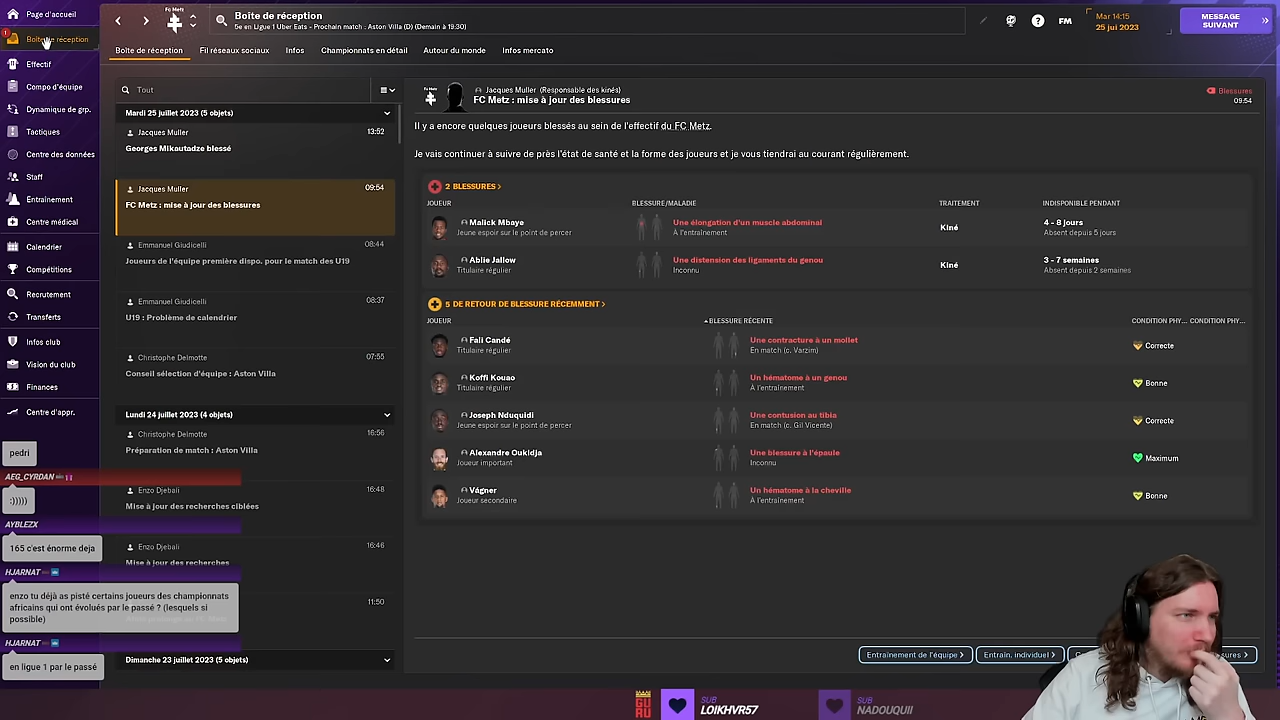 Page d'accueil
Boîte de réception
Effectif
Compo d'équipe
Dynamique de grp.
Tactiques
Centre des données
Staff
Entraînement
Centre médical
Calendrier
Compétitions
Recrutement
Transferts
Infos club
Vision du club
Finances
Centre d'appr.
Fc Metz
Boîte de réception
5e en Ligue 1 Uber Eats - Prochain match : Aston Villa (D) (Demain à 19:30)
FM
Mar 14:15
25 jui 2023
MESSAGE SUIVANT
Boîte de réception
Fil réseaux sociaux
Infos
Championnats en détail
Autour du monde
Infos mercato
Tout
Mardi 25 juillet 2023 (5 objets)
Jacques Muller 13:52
Georges Mikautadze blessé
Jacques Muller 09:54
FC Metz : mise à jour des blessures
Emmanuel Giudicelli 08:44
Joueurs de l'équipe première dispo. pour le match des U19
Emmanuel Giudicelli 08:37
U19 : Problème de calendrier
Christophe Delmotte 07:55
Conseil sélection d'équipe : Aston Villa
Lundi 24 juillet 2023 (4 objets)
Christophe Delmotte 16:56
Préparation de match : Aston Villa
Enzo Djebali 16:48
Mise à jour des recherches ciblées
Enzo Djebali 16:46
Mise à jour des recherches
11:50
Dimanche 23 juillet 2023 (5 objets)
Jacques Muller (Responsable des kinés)
FC Metz : mise à jour des blessures
Blessures
09:54
Il y a encore quelques joueurs blessés au sein de l'effectif du FC Metz.
Je vais continuer à suivre de près l'état de santé et la forme des joueurs et je vous tiendrai au courant régulièrement.
2 BLESSURES >
JOUEUR BLESSURE/MALADIE TRAITEMENT INDISPONIBLE PENDANT
Malick Mbaye Une élongation d'un muscle abdominal Kiné 4 - 8 jours
Jeune espoir sur le point de percer À l'entraînement Absent depuis 5 jours
Ablie Jallow Une distension des ligaments du genou Kiné 3 - 7 semaines
Titulaire régulier Inconnu Absent depuis 2 semaines
5 DE RETOUR DE BLESSURE RÉCEMMENT >
JOUEUR BLESSURE RÉCENTE CONDITION PHY... CONDITION PHY...
Fali Candé Une contracture à un mollet Correcte
Titulaire régulier En match (c. Varzim)
Koffi Kouao Une hématome à un genou Bonne
Titulaire régulier À l'entraînement
Joseph Nduquidi Une contusion au tibia Correcte
Jeune espoir sur le point de percer En match (c. Gil Vicente)
Alexandre Oukidja Une blessure à l'épaule Maximum
Joueur important Inconnu
Vágner Un hématome à la cheville Bonne
Joueur secondaire À l'entraînement
Entraînement de l'équipe >
Entraîn. individuel >
pedri
AEG_CYRDAN
:)))))
AYBLEZX
165 c'est énorme deja
HJARNAT
enzo tu déjà as pisté certains joueurs des championnats
africains qui ont évolués par le passé ? (lesquels si
possible)
HJARNAT
en ligue 1 par le passé
GURU
SUB
LOIKHVR57
SUB
NADOUQUII